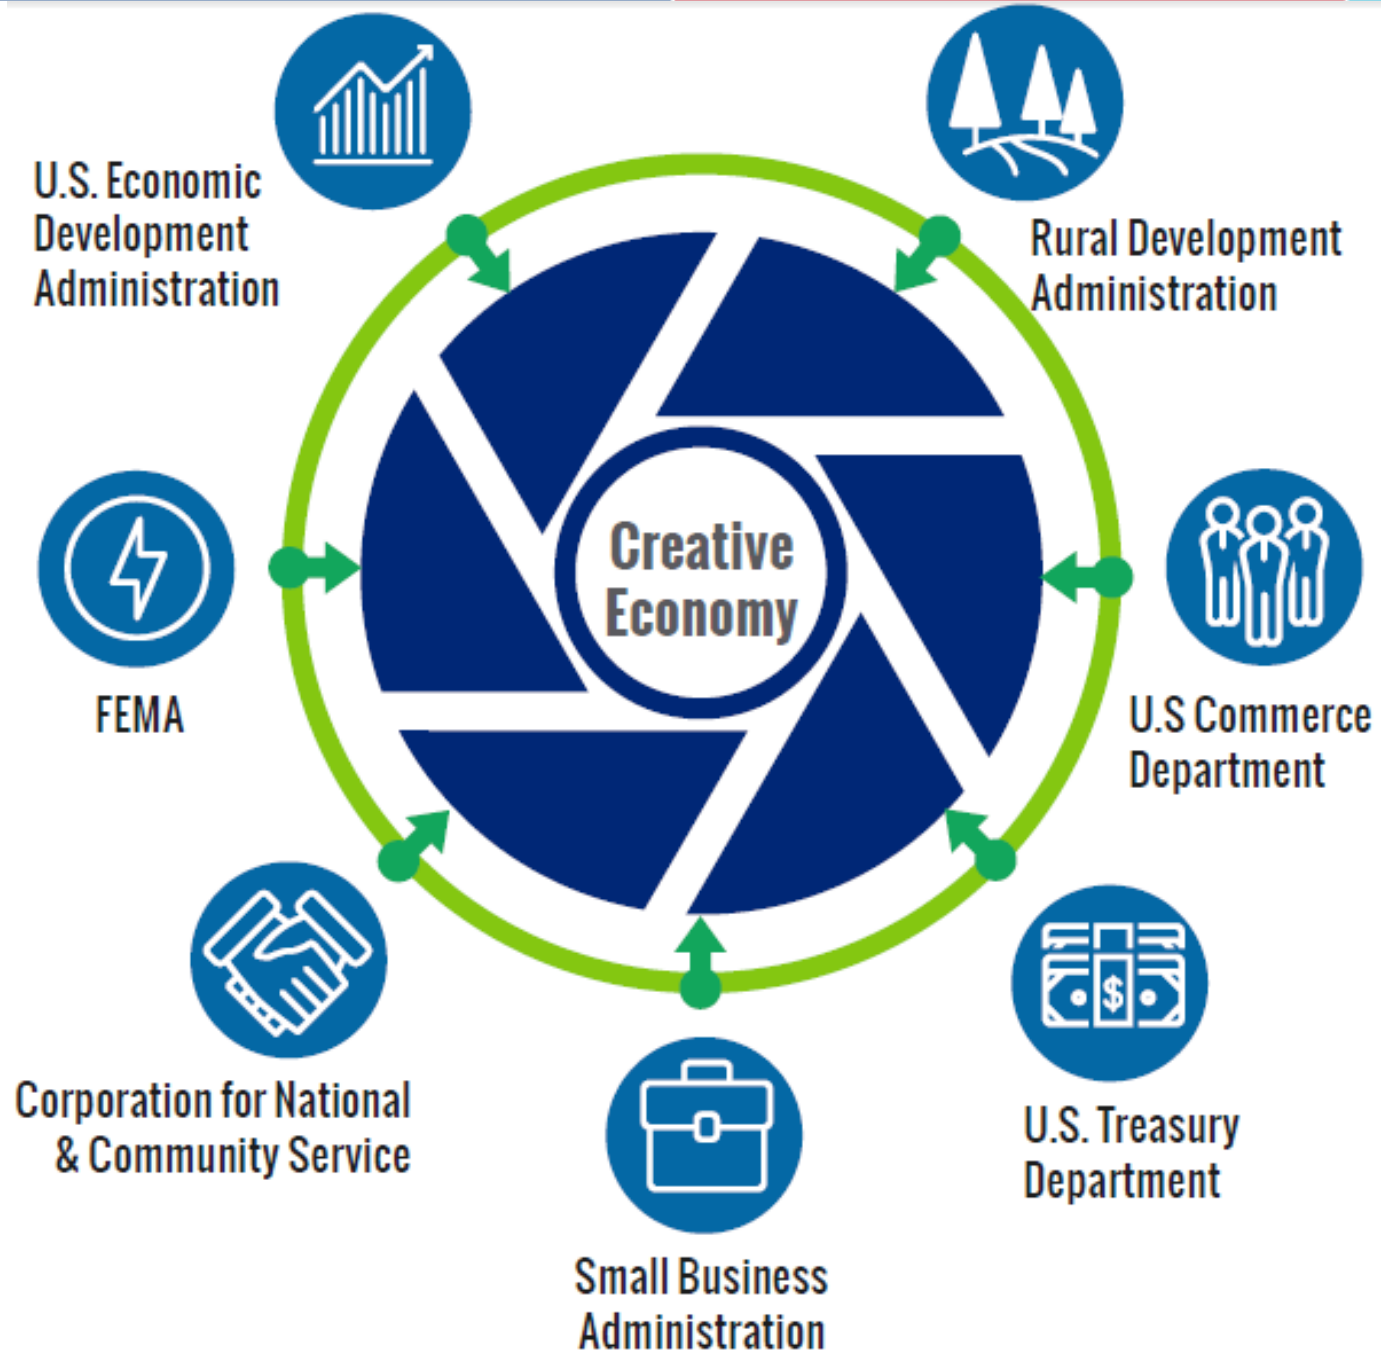 U.S. Economic
Development
Administration
Rural Development
Administration
Creative
Economy
FEMA
U.S Commerce
Department
Corporation for National
& Community Service
$
U.S. Treasury
Department
Small Business
Administration